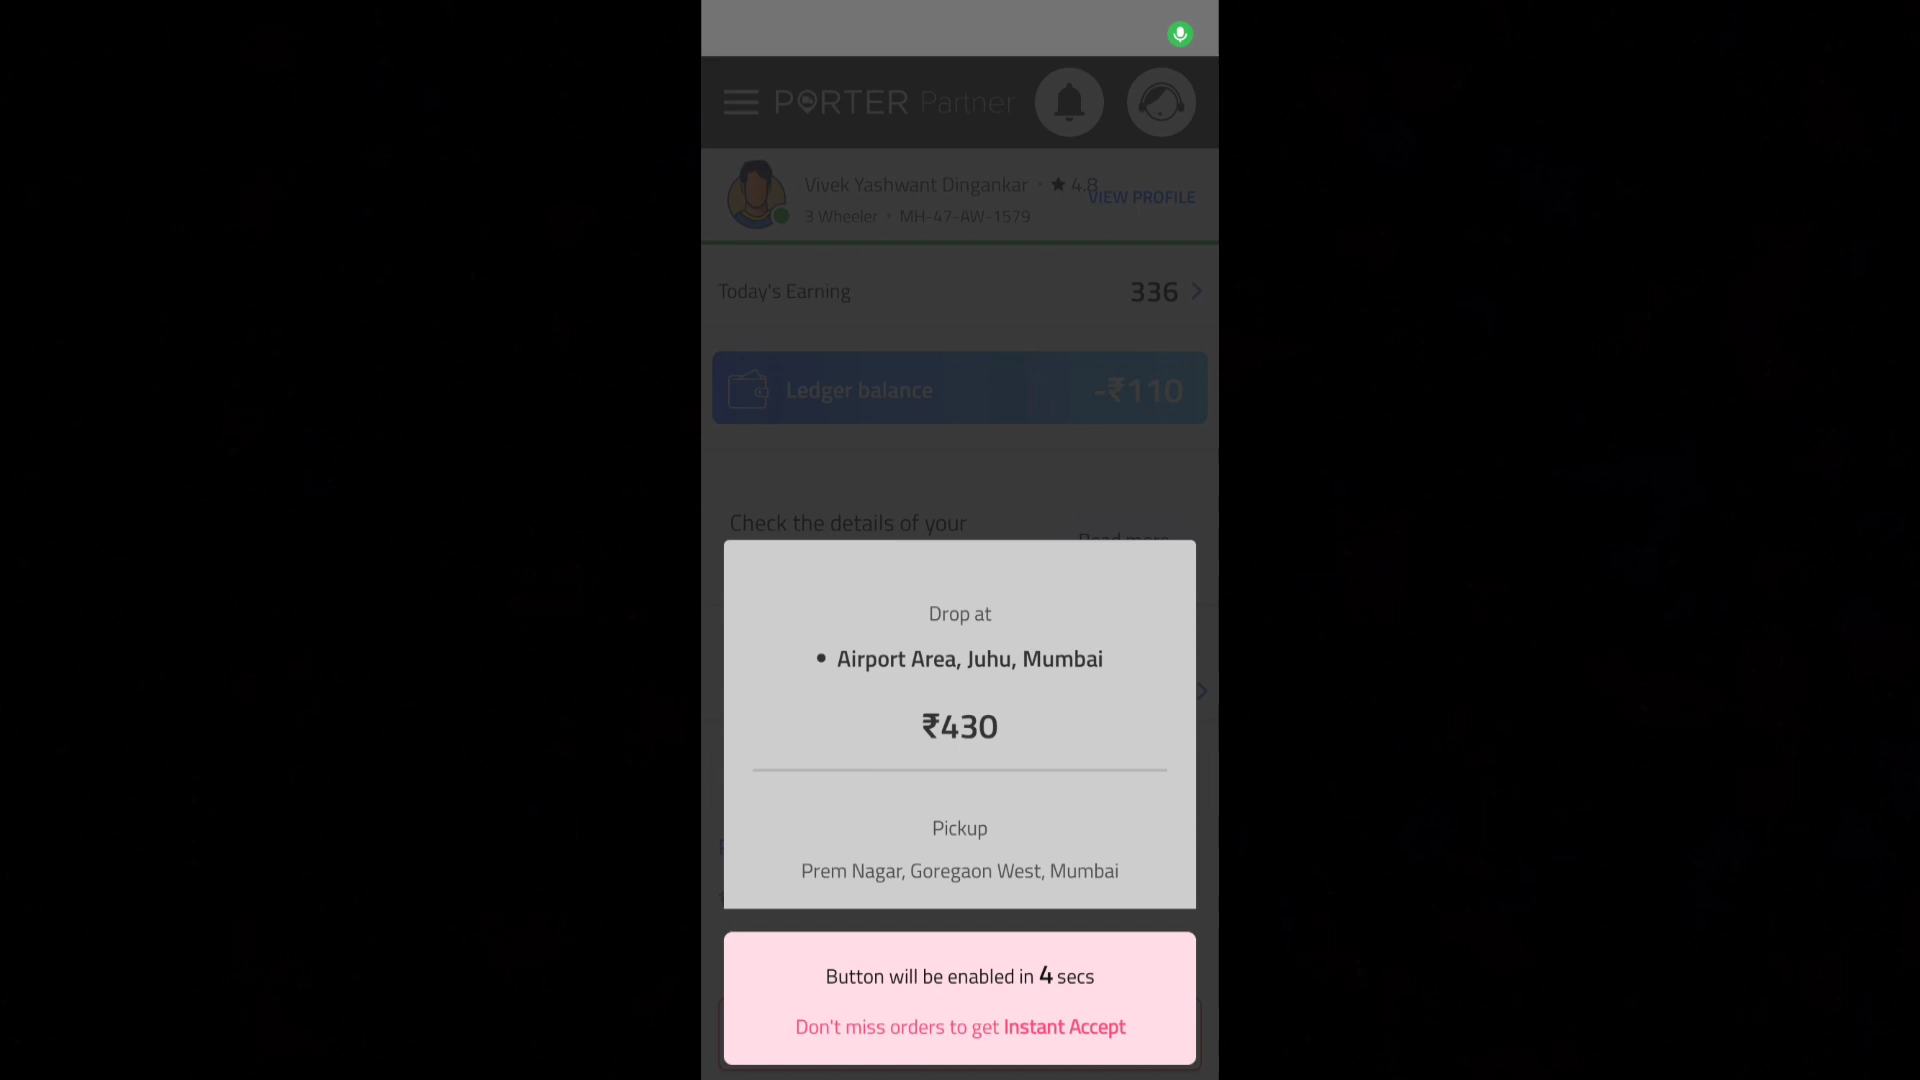 PORTER Partner
Vivek Yashwant Dingankar • ★ 4.8
VIEW PROFILE
3 Wheeler • MH-47-AW-1579
Today's Earning 336
Ledger balance -₹110
Check the details of your
Read more
Drop at
• Airport Area, Juhu, Mumbai
₹430
Pickup
Prem Nagar, Goregaon West, Mumbai
Button will be enabled in 4 secs
Don't miss orders to get Instant Accept